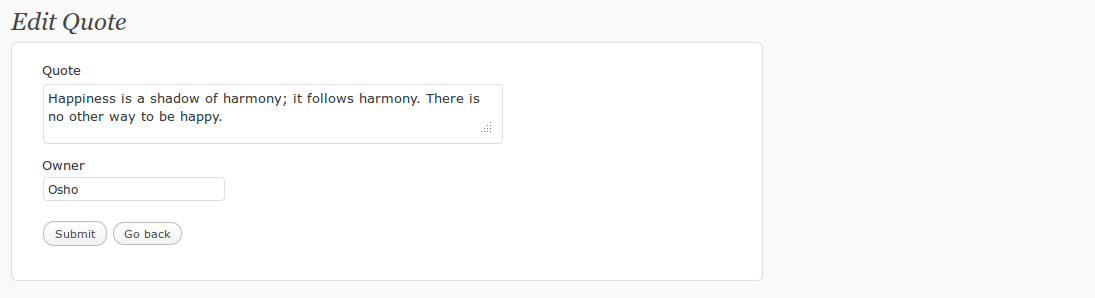 Edit Quote
Quote
Happiness is a shadow of harmony; it follows harmony. There is
no other way to be happy.
Owner
Osho
Submit Go back